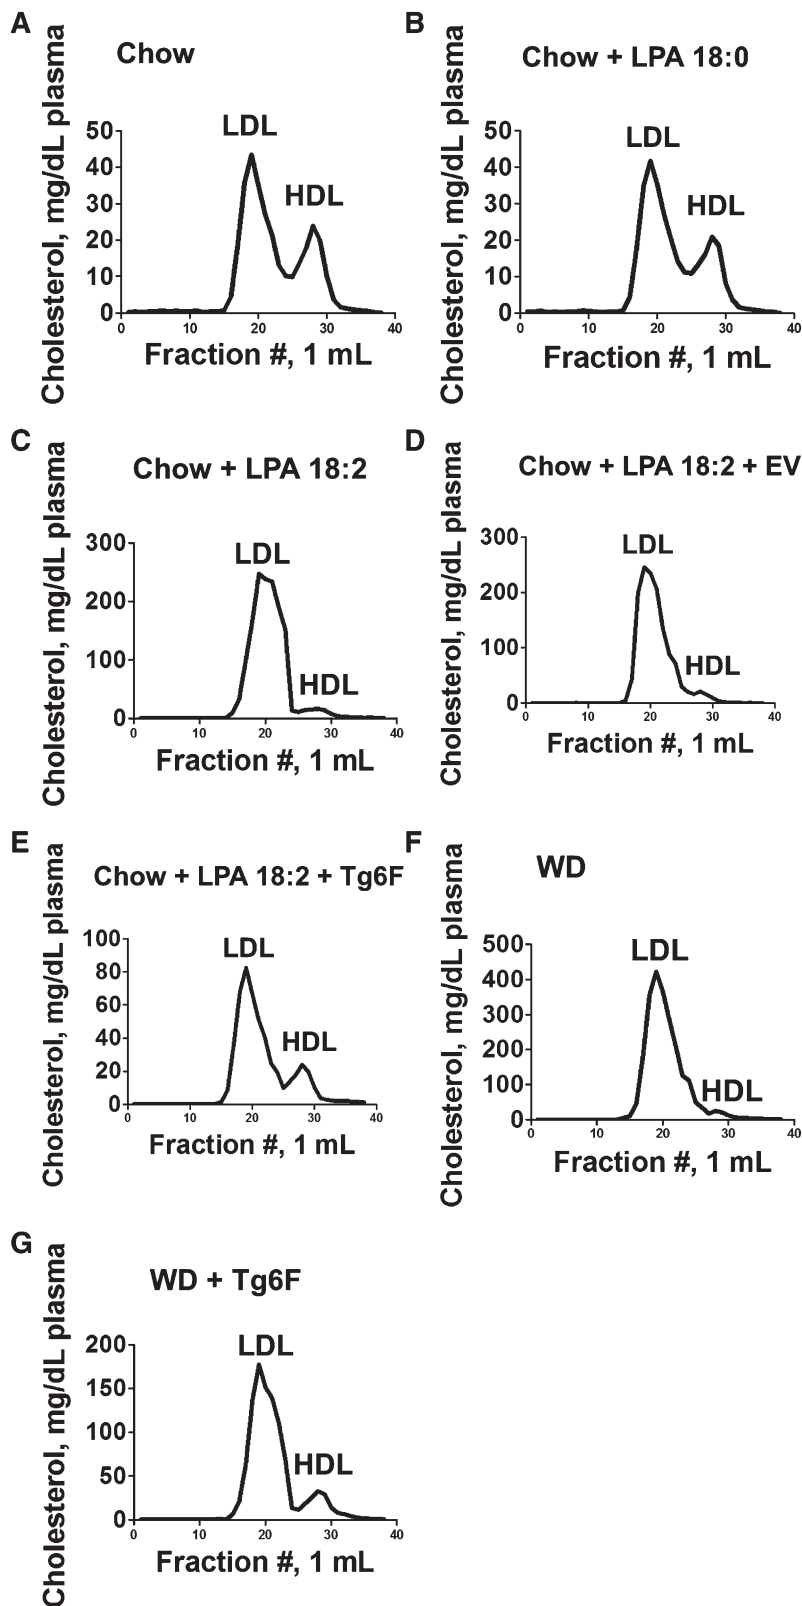 A
Chow
Cholesterol, mg/dL plasma
50
40
30
20
10
0
LDL
HDL
0 10 20 30 40
Fraction #, 1 mL
B
Chow + LPA 18:0
Cholesterol, mg/dL plasma
50
40
30
20
10
0
LDL
HDL
0 10 20 30 40
Fraction #, 1 mL
C
Chow + LPA 18:2
Cholesterol, mg/dL plasma
300
200
100
0
LDL
HDL
0 10 20 30 40
Fraction #, 1 mL
D
Chow + LPA 18:2 + EV
Cholesterol, mg/dL plasma
300
200
100
0
LDL
HDL
0 10 20 30 40
Fraction #, 1 mL
E
Chow + LPA 18:2 + Tg6F
Cholesterol, mg/dL plasma
100
80
60
40
20
0
LDL
HDL
0 10 20 30 40
Fraction #, 1 mL
F
WD
Cholesterol, mg/dL plasma
500
400
300
200
100
0
LDL
HDL
0 10 20 30 40
Fraction #, 1 mL
G
WD + Tg6F
Cholesterol, mg/dL plasma
200
150
100
50
0
LDL
HDL
0 10 20 30 40
Fraction #, 1 mL